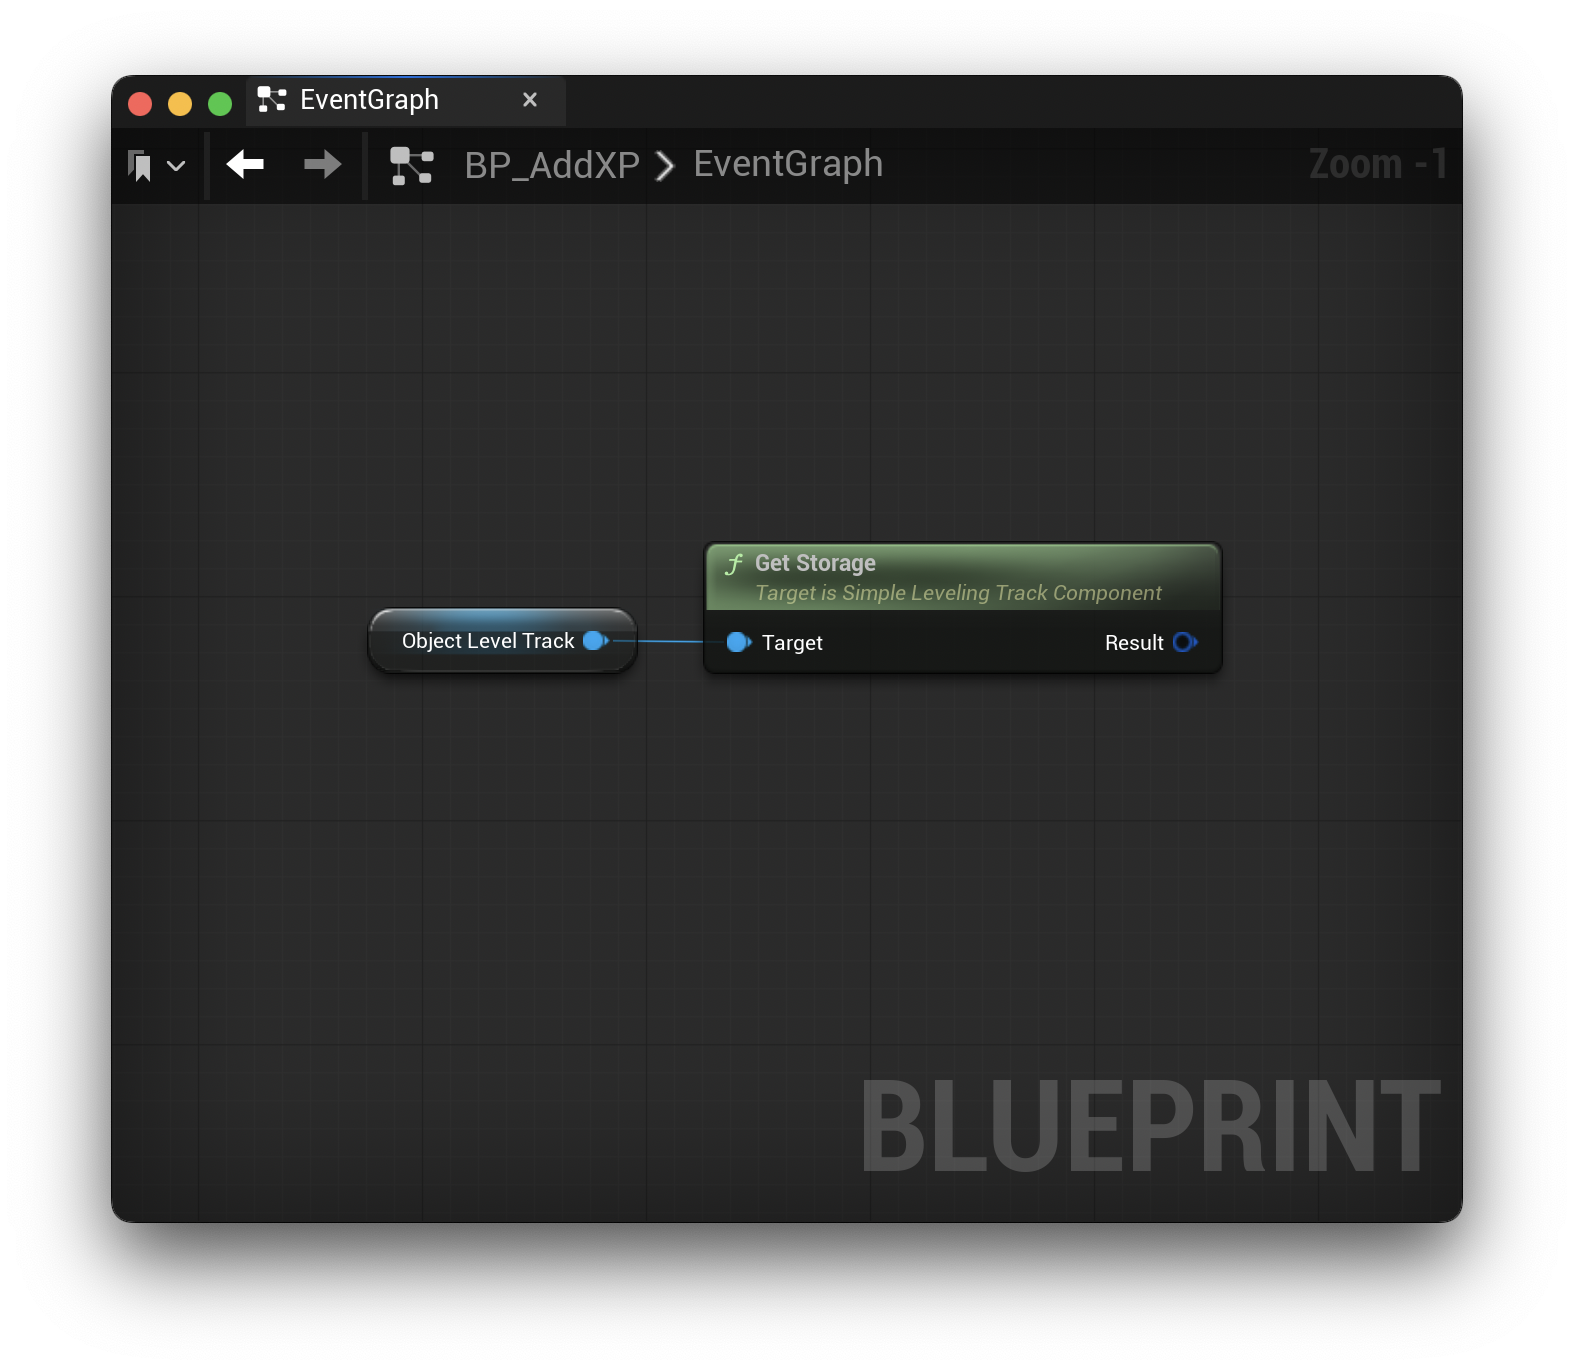 EventGraph
BP_AddXP > EventGraph
Zoom -1
Get Storage
Target is Simple Leveling Track Component
Object Level Track
Target
Result
BLUEPRINT